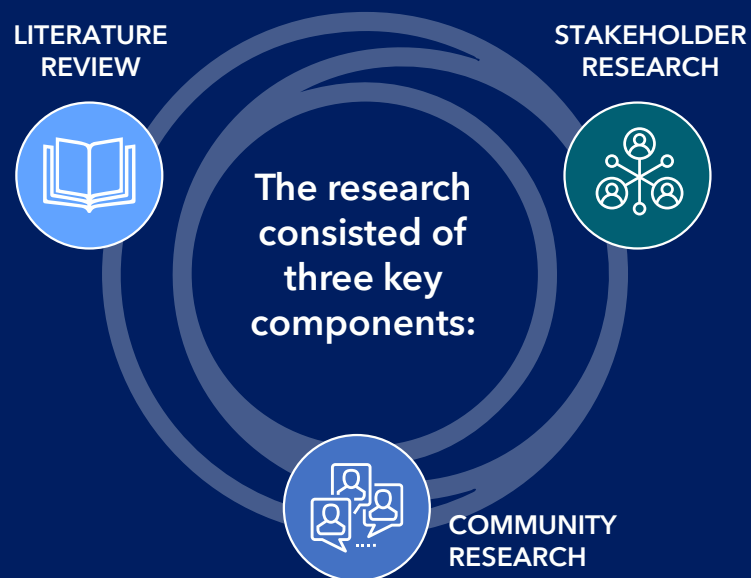 LITERATURE
REVIEW
STAKEHOLDER
RESEARCH
The research
consisted of
three key
components:
COMMUNITY
RESEARCH